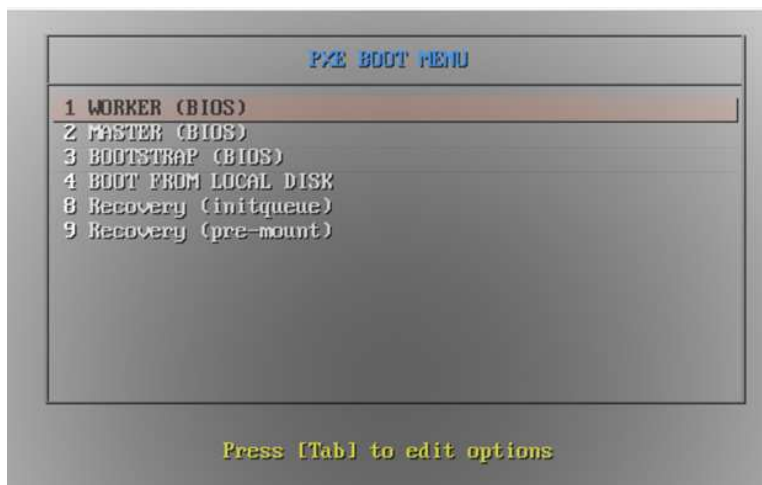 PXE BOOT MENU
1 WORKER (BIOS)
2 MASTER (BIOS)
3 BOOTSTRAP (BIOS)
4 BOOT FROM LOCAL DISK
8 Recovery (initqueue)
9 Recovery (pre-mount)
Press [Tab] to edit options